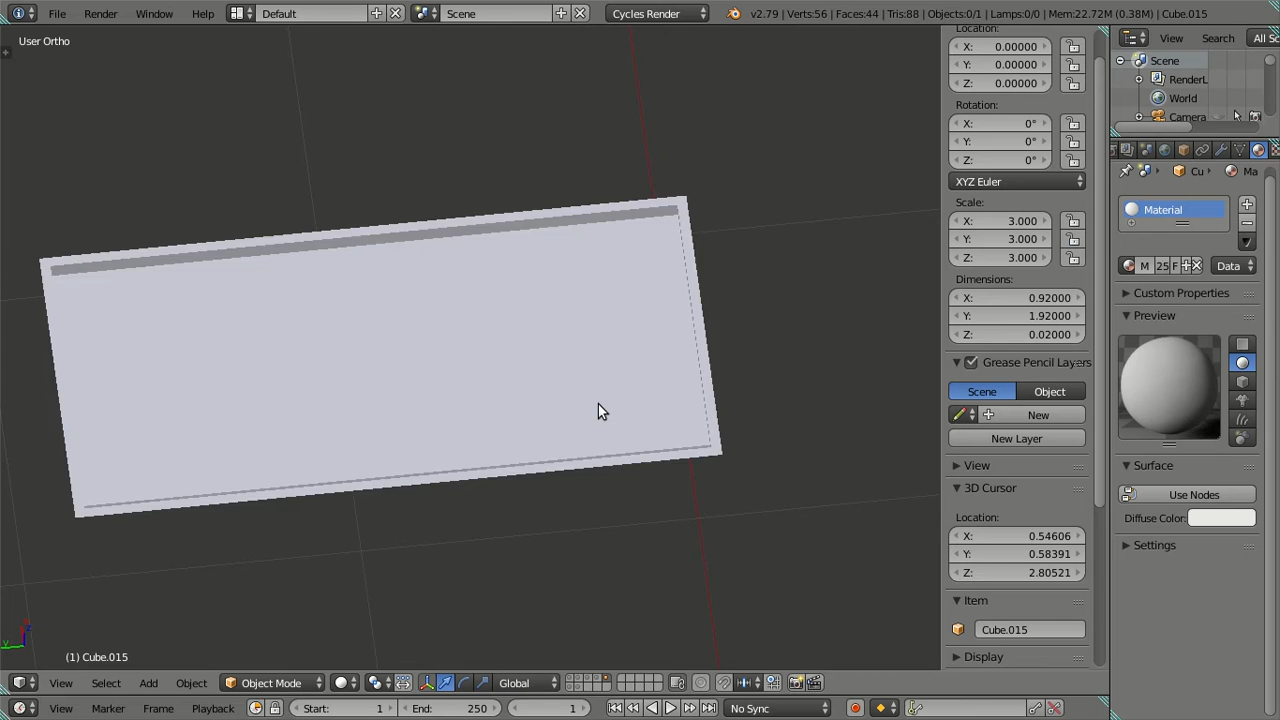 File Render Window Help Default Scene Cycles Render v2.79 | Verts:56 | Faces:44 | Tris:88 | Objects:0/1 | Lamps:0/0 | Mem:22.72M (0.38M) | Cube.015
User Ortho
Location:
X: 0.00000
Y: 0.00000
Z: 0.00000
Rotation:
X: 0°
Y: 0°
Z: 0°
XYZ Euler
Scale:
X: 3.000
Y: 3.000
Z: 3.000
Dimensions:
X: 0.92000
Y: 1.92000
Z: 0.02000
Grease Pencil Layers
Scene Object
New
New Layer
View
3D Cursor
Location:
X: 0.54606
Y: 0.58391
Z: 2.80521
Item
Cube.015
Display
View Search All Sc
Scene
RenderL
World
Camera
Cu Ma
Material
M 25 F Data
Custom Properties
Preview
Surface
Use Nodes
Diffuse Color:
Settings
y z
(1) Cube.015
View Select Add Object Object Mode Global
View Marker Frame Playback Start: 1 End: 250 1 No Sync